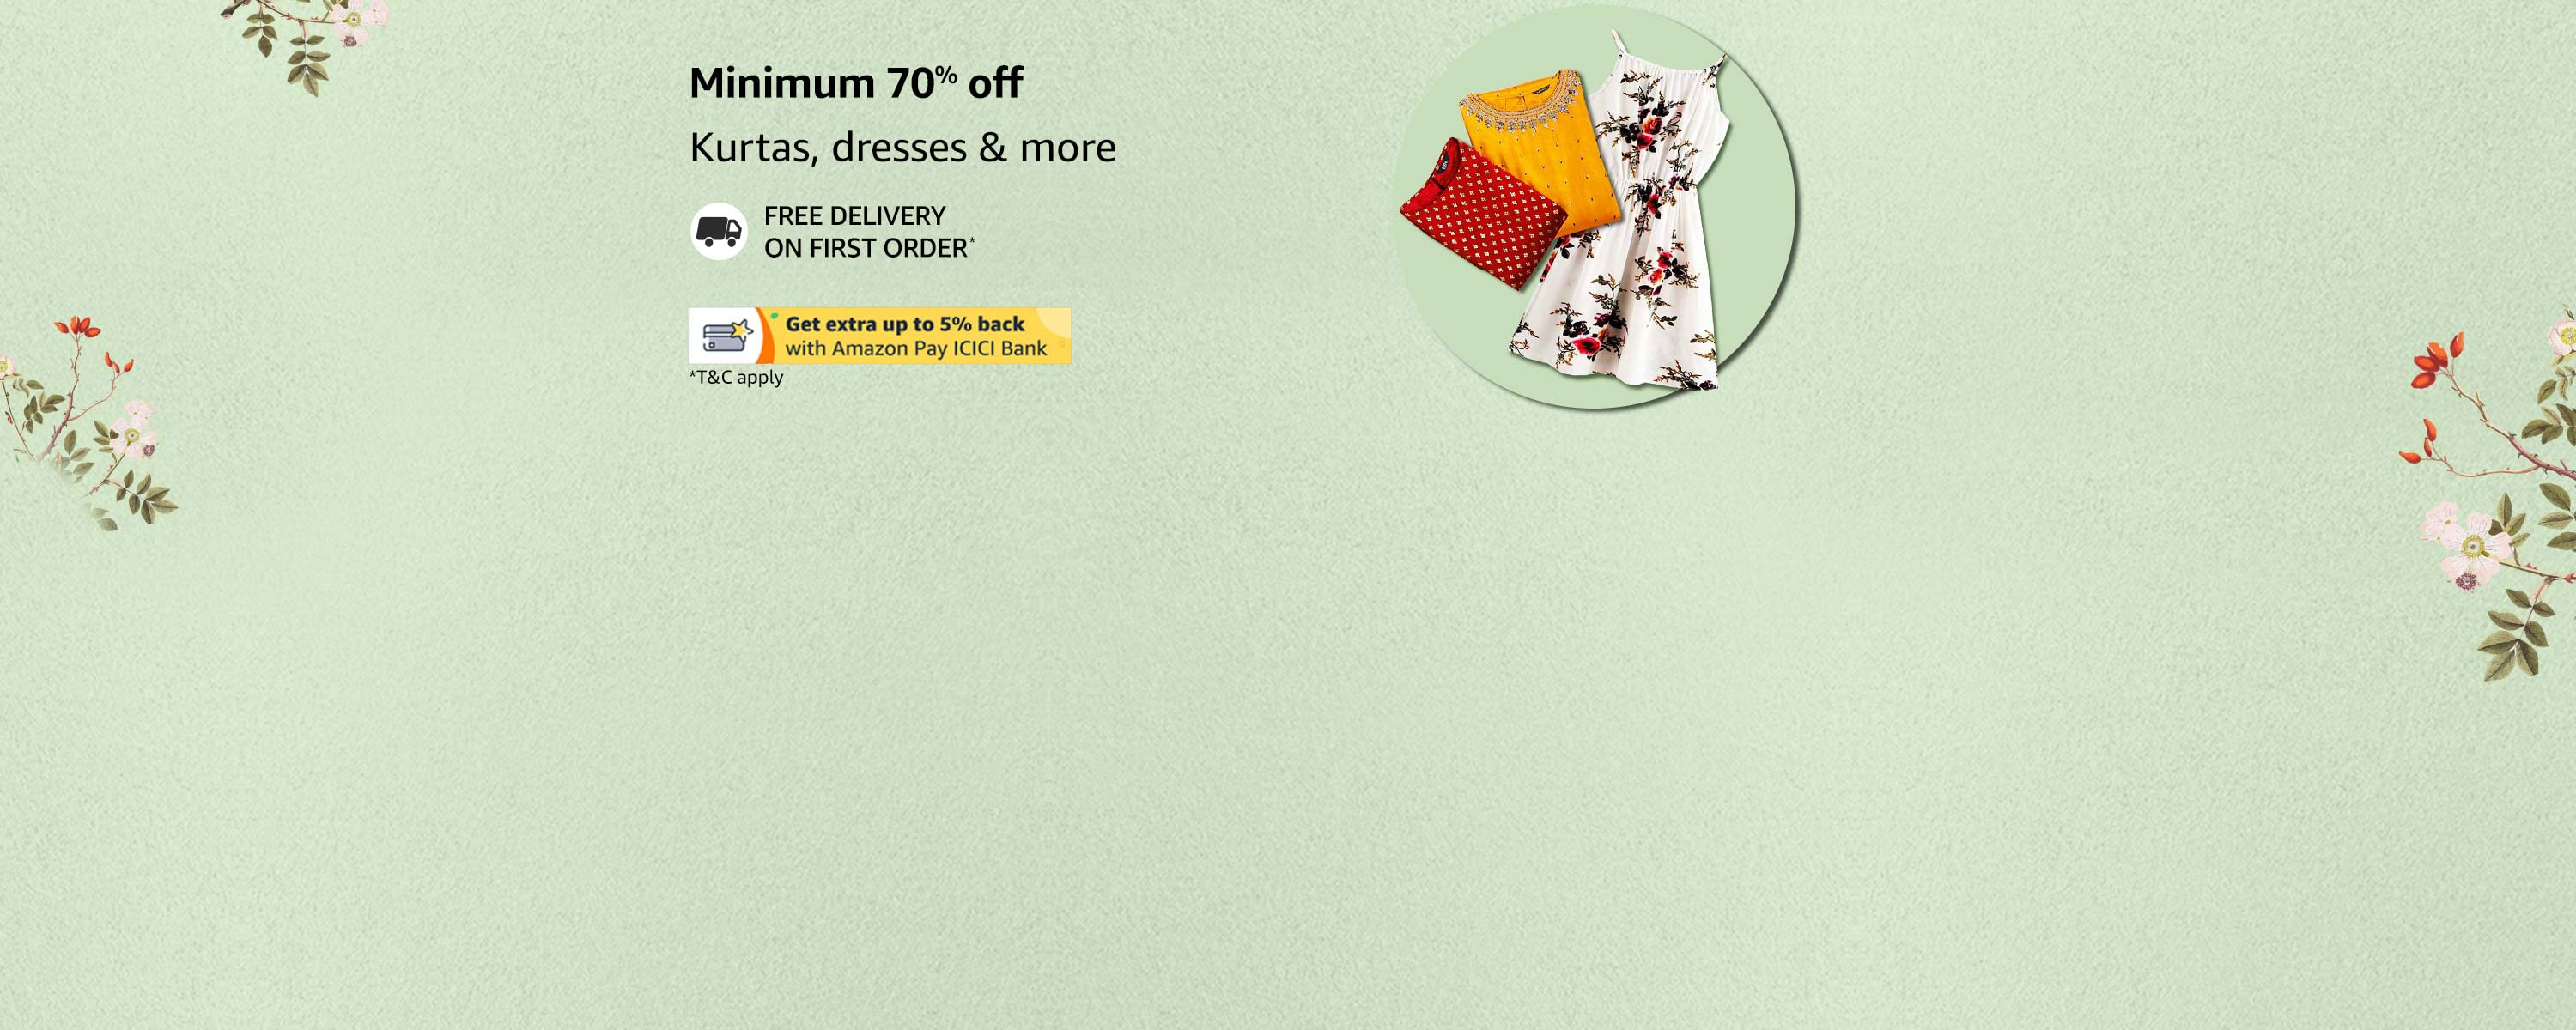 Minimum 70% off
Kurtas, dresses & more
FREE DELIVERY
ON FIRST ORDER*
Get extra up to 5% back
with Amazon Pay ICICI Bank
*T&C apply